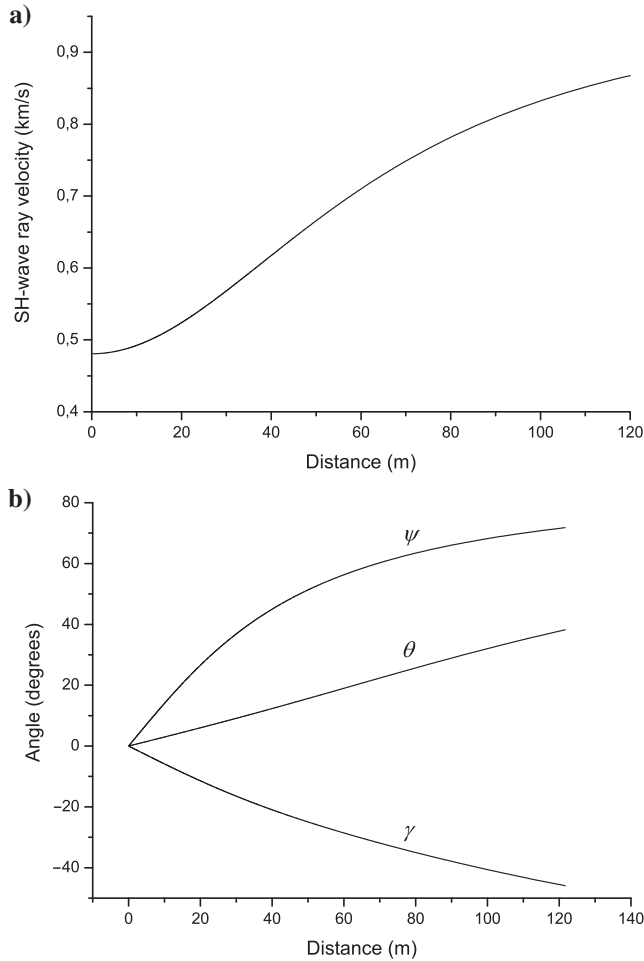 a)
0,9
0,8
0,7
0,6
0,5
0,4
SH-wave ray velocity (km/s)
0 20 40 60 80 100 120
Distance (m)
b)
80
60
40
20
0
−20
−40
Angle (degrees)
ψ
θ
γ
0 20 40 60 80 100 120 140
Distance (m)